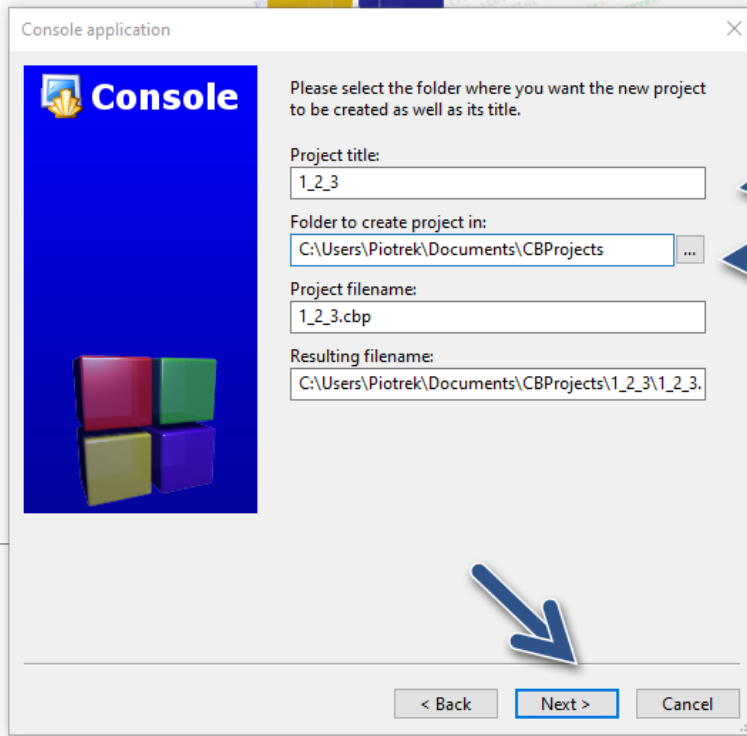 Console application
Console
Please select the folder where you want the new project
to be created as well as its title.
Project title:
1_2_3
Folder to create project in:
C:\Users\Piotrek\Documents\CBProjects
...
Project filename:
1_2_3.cbp
Resulting filename:
C:\Users\Piotrek\Documents\CBProjects\1_2_3\1_2_3.
< Back
Next >
Cancel